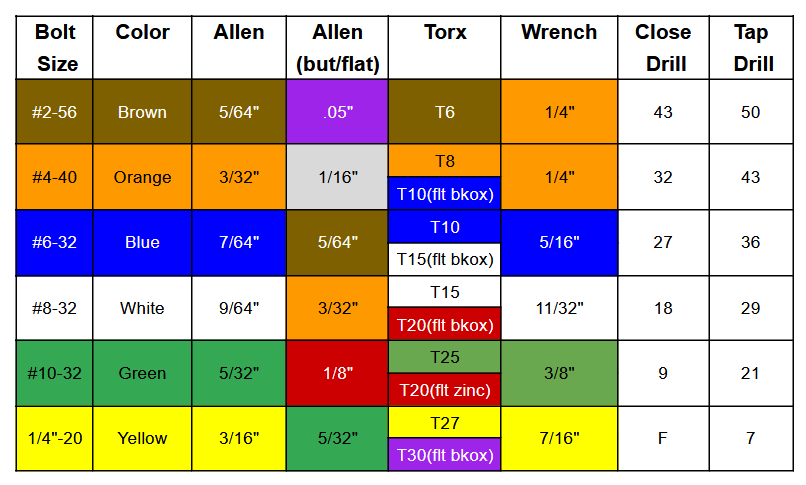 Bolt Size Color Allen Allen (but/flat) Torx Wrench Close Drill Tap Drill
#2-56 Brown 5/64" .05" T6 1/4" 43 50
#4-40 Orange 3/32" 1/16" T8 T10(flt bkox) 1/4" 32 43
#6-32 Blue 7/64" 5/64" T10 T15(flt bkox) 5/16" 27 36
#8-32 White 9/64" 3/32" T15 T20(flt bkox) 11/32" 18 29
#10-32 Green 5/32" 1/8" T25 T20(flt zinc) 3/8" 9 21
1/4"-20 Yellow 3/16" 5/32" T27 T30(flt bkox) 7/16" F 7